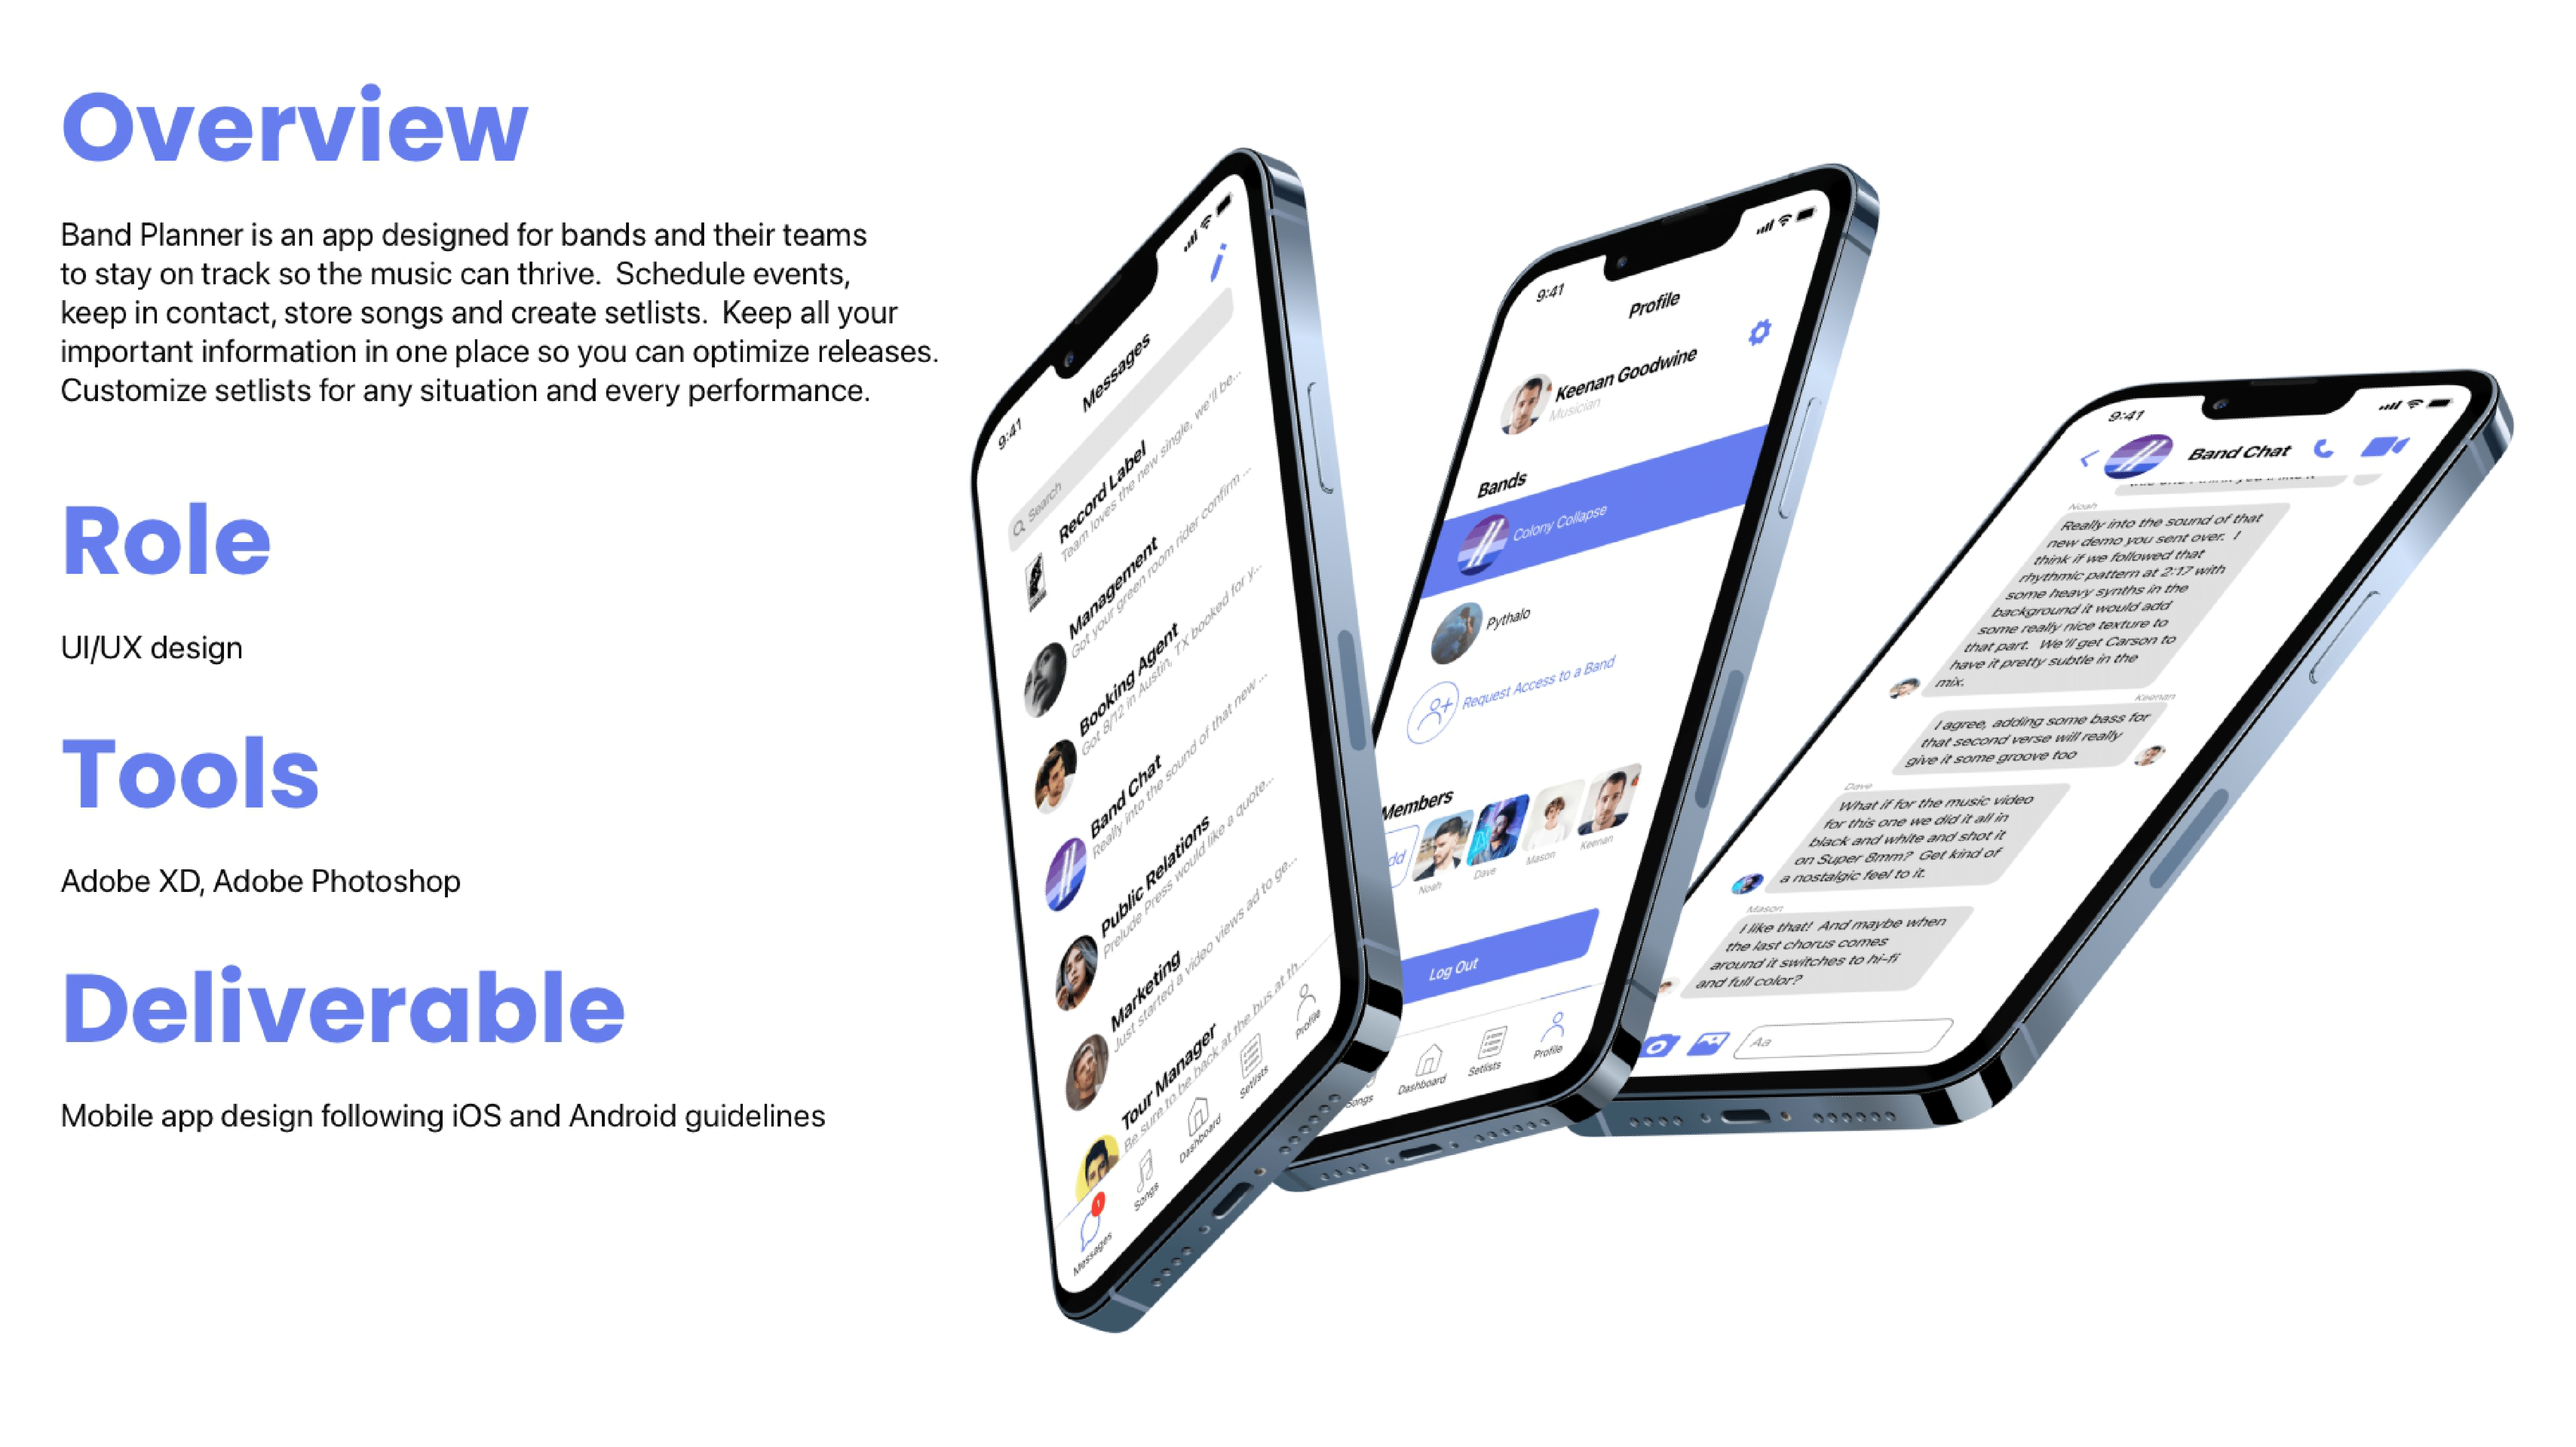 Overview
Band Planner is an app designed for bands and their teams
to stay on track so the music can thrive.  Schedule events,
keep in contact, store songs and create setlists.  Keep all your
important information in one place so you can optimize releases.
Customize setlists for any situation and every performance.
Role
UI/UX design
Tools
Adobe XD, Adobe Photoshop
Deliverable
Mobile app design following iOS and Android guidelines
9:41
Messages
Search
Record Label
Team loves the new single, we'll be...
Management
Got your green room rider confirm ...
Booking Agent
Got 8/12 in Austin, TX booked for y...
Band Chat
Really into the sound of that new ...
Public Relations
Prelude Press would like a quote...
Marketing
Just started a video views ad to ge...
Tour Manager
Be sure to be back at the bus at th...
1
Messages
Songs
Dashboard
Setlists
Profile
9:41
Profile
Keenan Goodwine
Musician
Bands
Colony Collapse
Pythalo
Request Access to a Band
Members
Noah
Dave
Mason
Keenan
Log Out
Dashboard
Setlists
Profile
9:41
Band Chat
Noah
Really into the sound of that
new demo you sent over.  I
think if we followed that
rhythmic pattern at 2:17 with
some heavy synths in the
background it would add
some really nice texture to
that part.  We'll get Carson to
have it pretty subtle in the
mix.
Keenan
I agree, adding some bass for
that second verse will really
give it some groove too
Dave
What if for the music video
for this one we did it all in
black and white and shot it
on Super 8mm?  Get kind of
a nostalgic feel to it.
Mason
I like that!  And maybe when
the last chorus comes
around it switches to hi-fi
and full color?
Aa